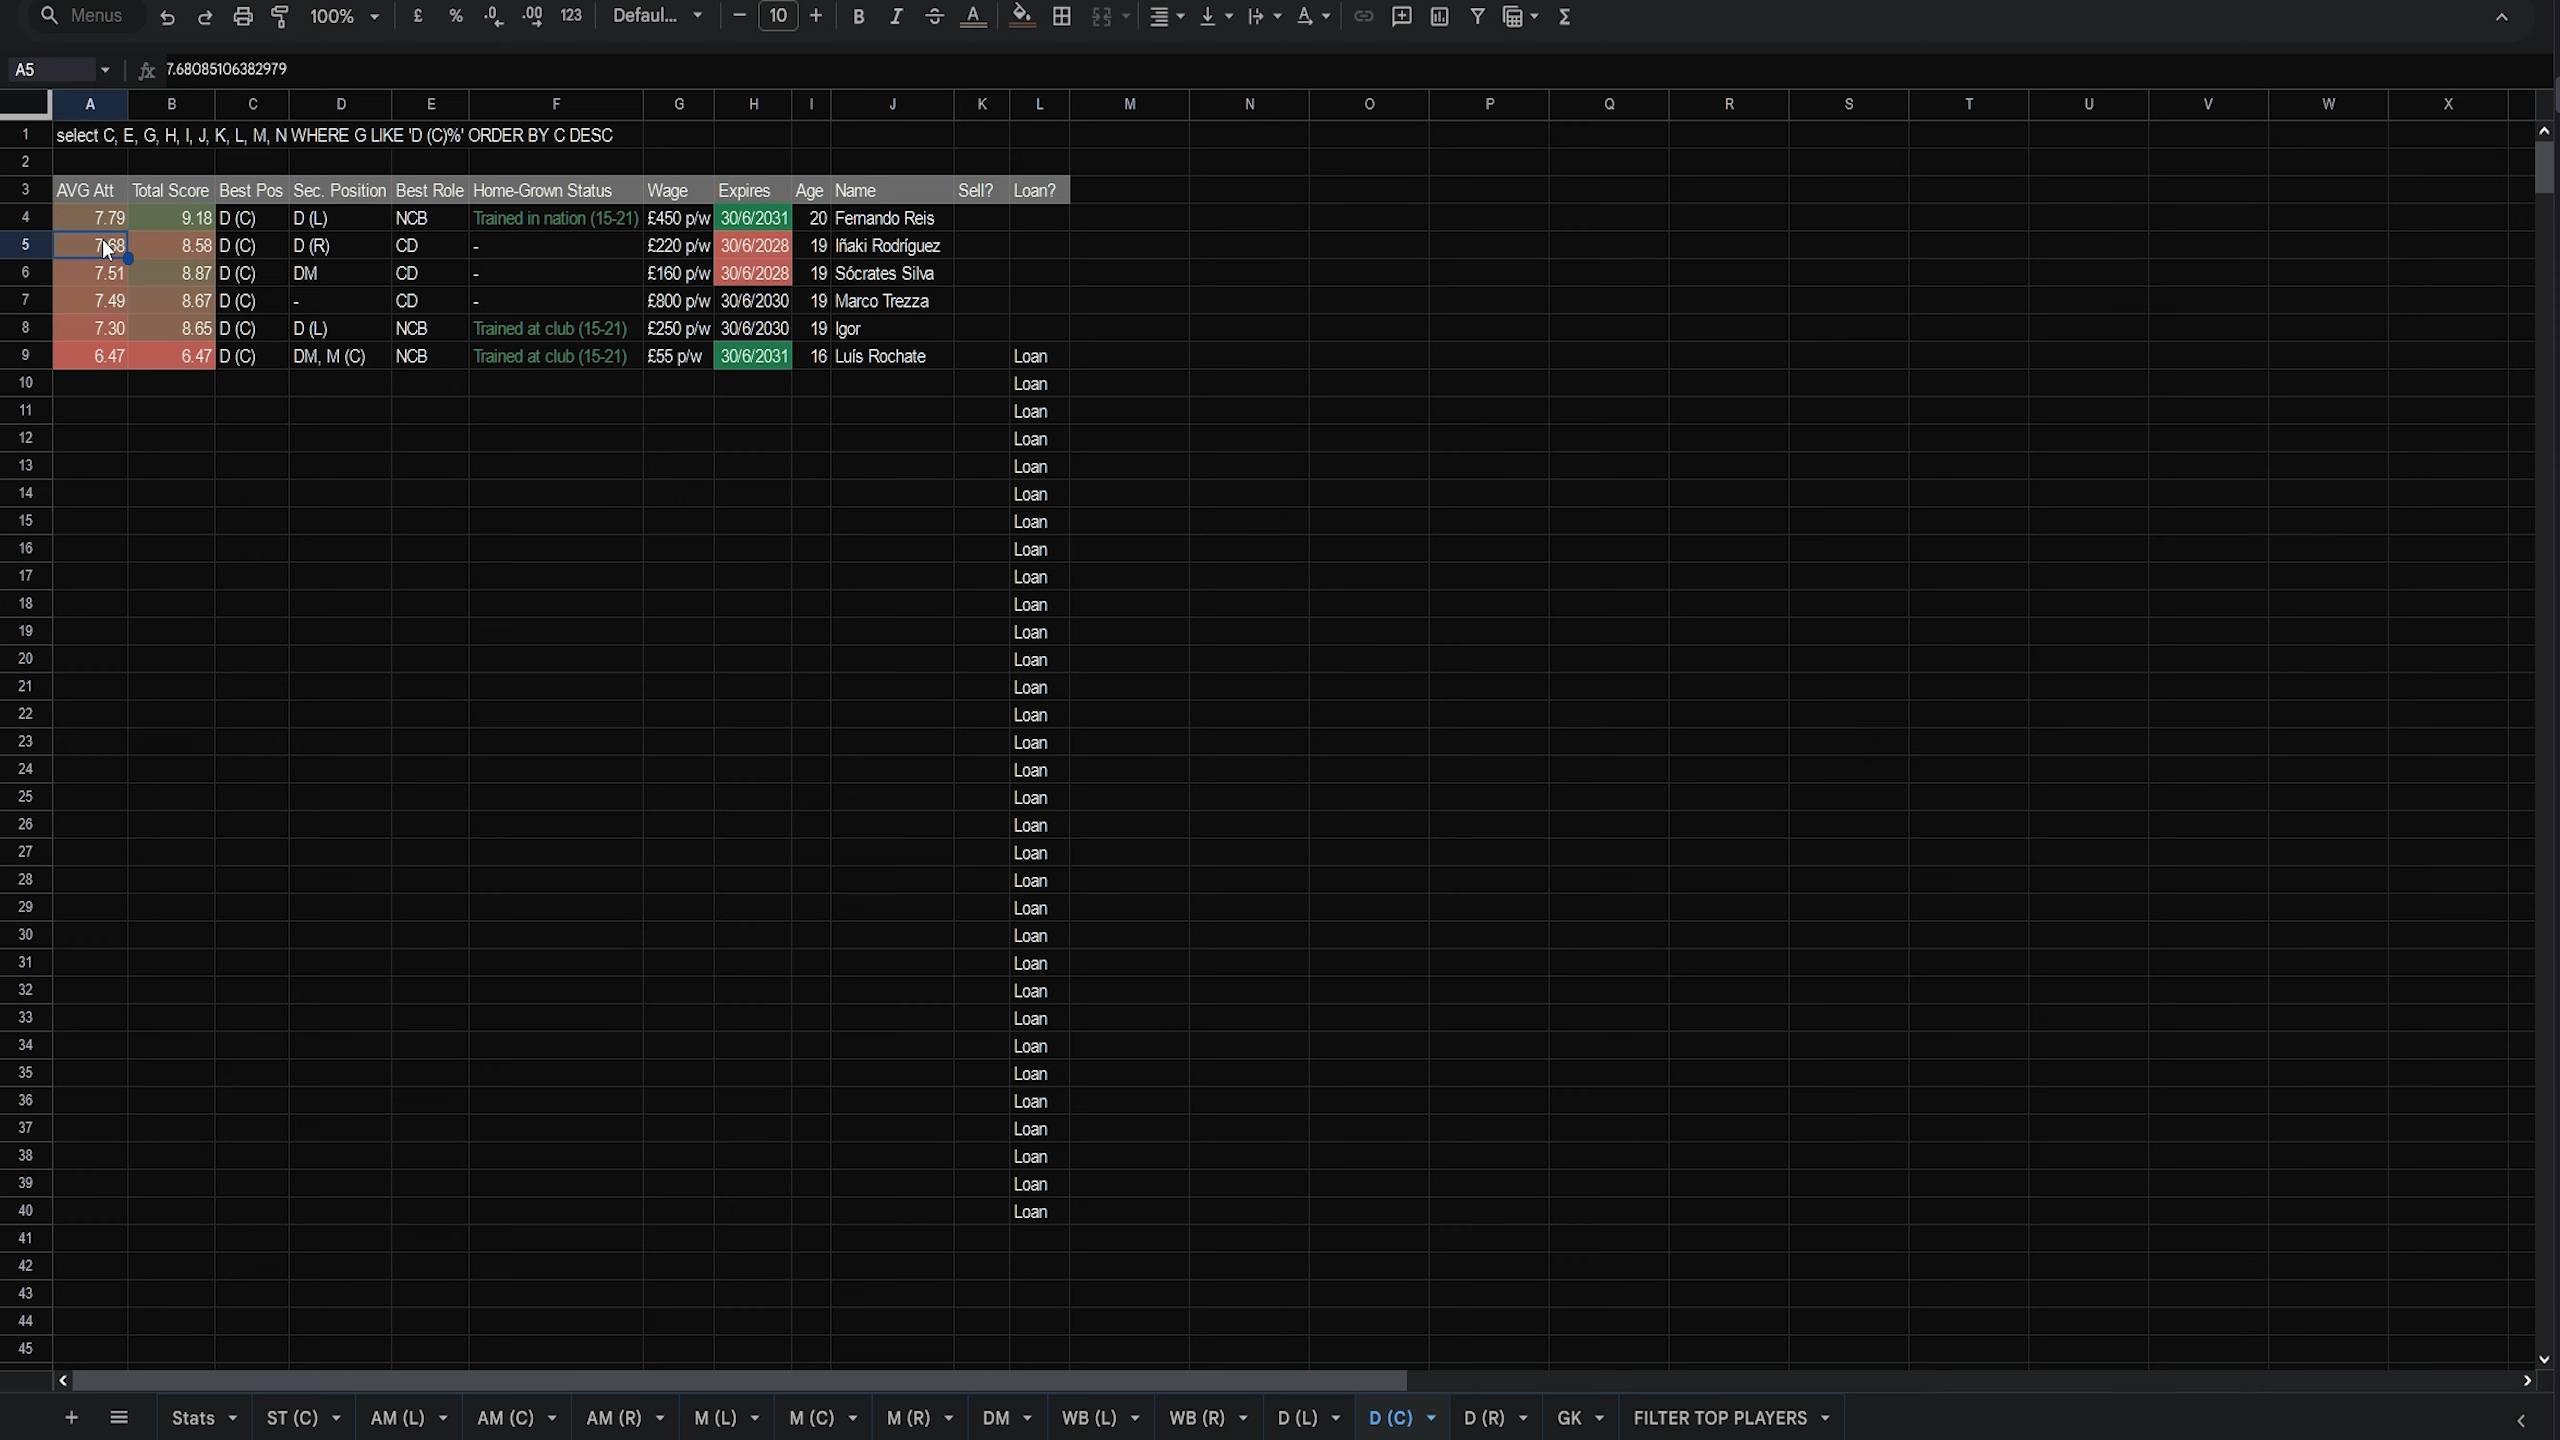 Menus 100% £ % .0 .00 123 Defaul... − 10 + B I S A A Σ
A5 fx 7.68085106382979
A B C D E F G H I J K L M N O P Q R S T U V W X
1 select C, E, G, H, I, J, K, L, M, N WHERE G LIKE 'D (C)%' ORDER BY C DESC
2
3 AVG Att Total Score Best Pos Sec. Position Best Role Home-Grown Status Wage Expires Age Name Sell? Loan?
4 7.79 9.18 D (C) D (L) NCB Trained in nation (15-21) £450 p/w 30/6/2031 20 Fernando Reis
5 7.68 8.58 D (C) D (R) CD - £220 p/w 30/6/2028 19 Iñaki Rodríguez
6 7.51 8.87 D (C) DM CD - £160 p/w 30/6/2028 19 Sócrates Silva
7 7.49 8.67 D (C) - CD - £800 p/w 30/6/2030 19 Marco Trezza
8 7.30 8.65 D (C) D (L) NCB Trained at club (15-21) £250 p/w 30/6/2030 19 Igor
9 6.47 6.47 D (C) DM, M (C) NCB Trained at club (15-21) £55 p/w 30/6/2031 16 Luís Rochate Loan
10 Loan
11 Loan
12 Loan
13 Loan
14 Loan
15 Loan
16 Loan
17 Loan
18 Loan
19 Loan
20 Loan
21 Loan
22 Loan
23 Loan
24 Loan
25 Loan
26 Loan
27 Loan
28 Loan
29 Loan
30 Loan
31 Loan
32 Loan
33 Loan
34 Loan
35 Loan
36 Loan
37 Loan
38 Loan
39 Loan
40 Loan
41
42
43
44
45
+ Stats ST (C) AM (L) AM (C) AM (R) M (L) M (C) M (R) DM WB (L) WB (R) D (L) D (C) D (R) GK FILTER TOP PLAYERS